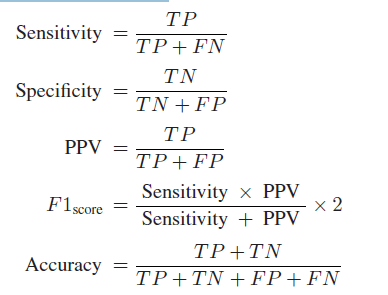 Sensitivity = TP / TP + FN
Specificity = TN / TN + FP
PPV = TP / TP + FP
F1score = Sensitivity × PPV / Sensitivity + PPV × 2
Accuracy = TP + TN / TP + TN + FP + FN